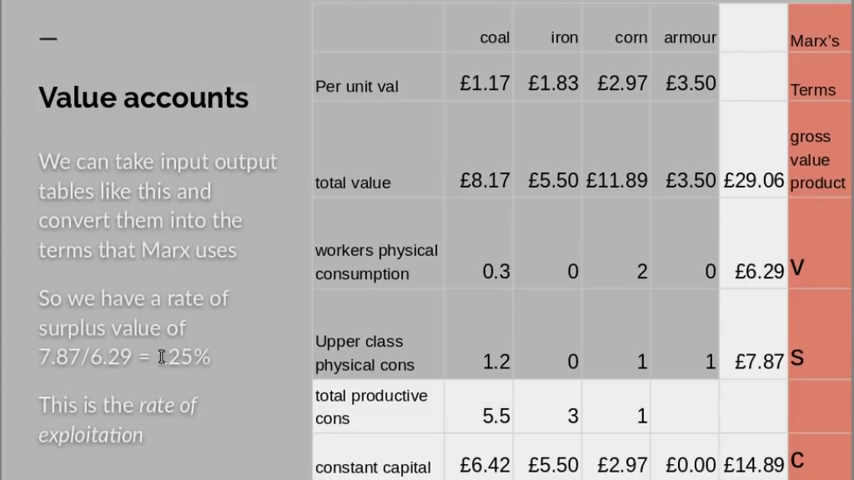 —
Value accounts
We can take input output
tables like this and
convert them into the
terms that Marx uses
So we have a rate of
surplus value of
7.87/6.29 = 125%
This is the rate of
exploitation
coal iron corn armour Marx's
Per unit val £1.17 £1.83 £2.97 £3.50 Terms
total value £8.17 £5.50 £11.89 £3.50 £29.06 gross value product
workers physical consumption 0.3 0 2 0 £6.29 V
Upper class physical cons 1.2 0 1 1 £7.87 S
total productive cons 5.5 3 1
constant capital £6.42 £5.50 £2.97 £0.00 £14.89 C